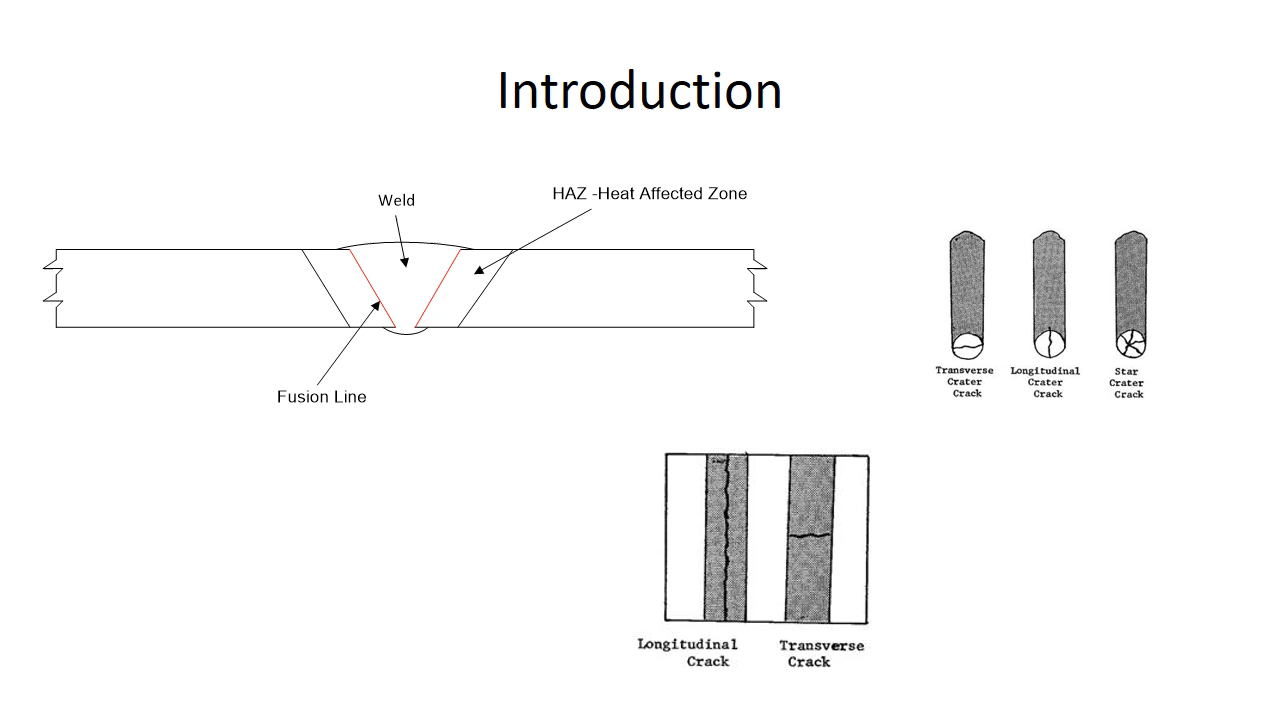 Introduction
Weld
HAZ -Heat Affected Zone
Fusion Line
Transverse
Crater
Crack
Longitudinal
Crater
Crack
Star
Crater
Crack
Longitudinal
Crack
Transverse
Crack